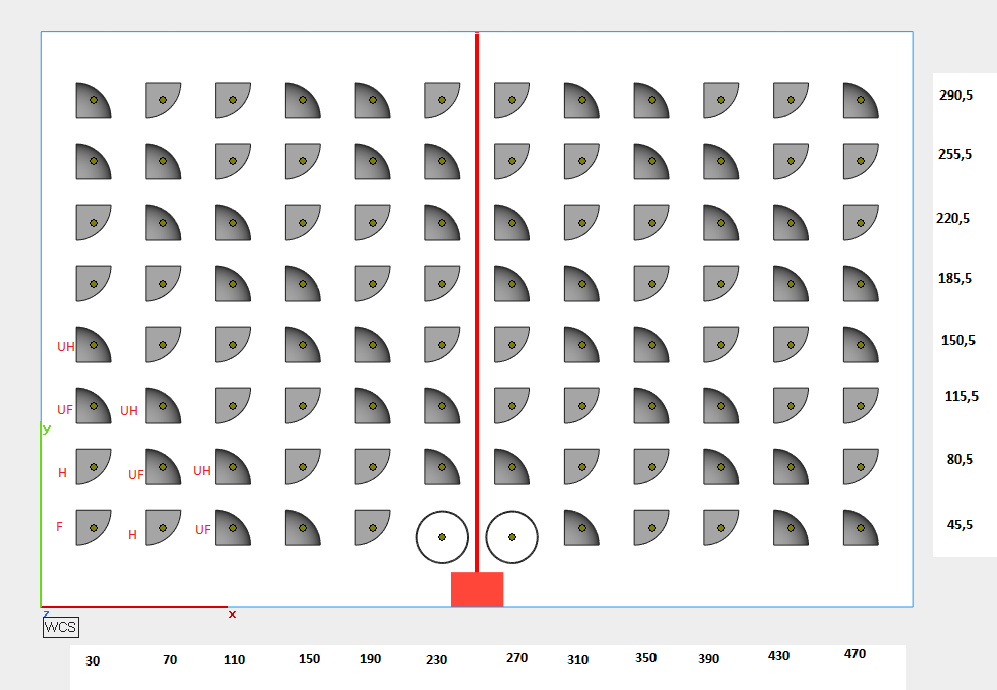 290,5
255,5
220,5
185,5
UH
150,5
UF UH
115,5
y
H UF UH
80,5
F H UF
45,5
z x
WCS
30 70 110 150 190 230 270 310 350 390 430 470